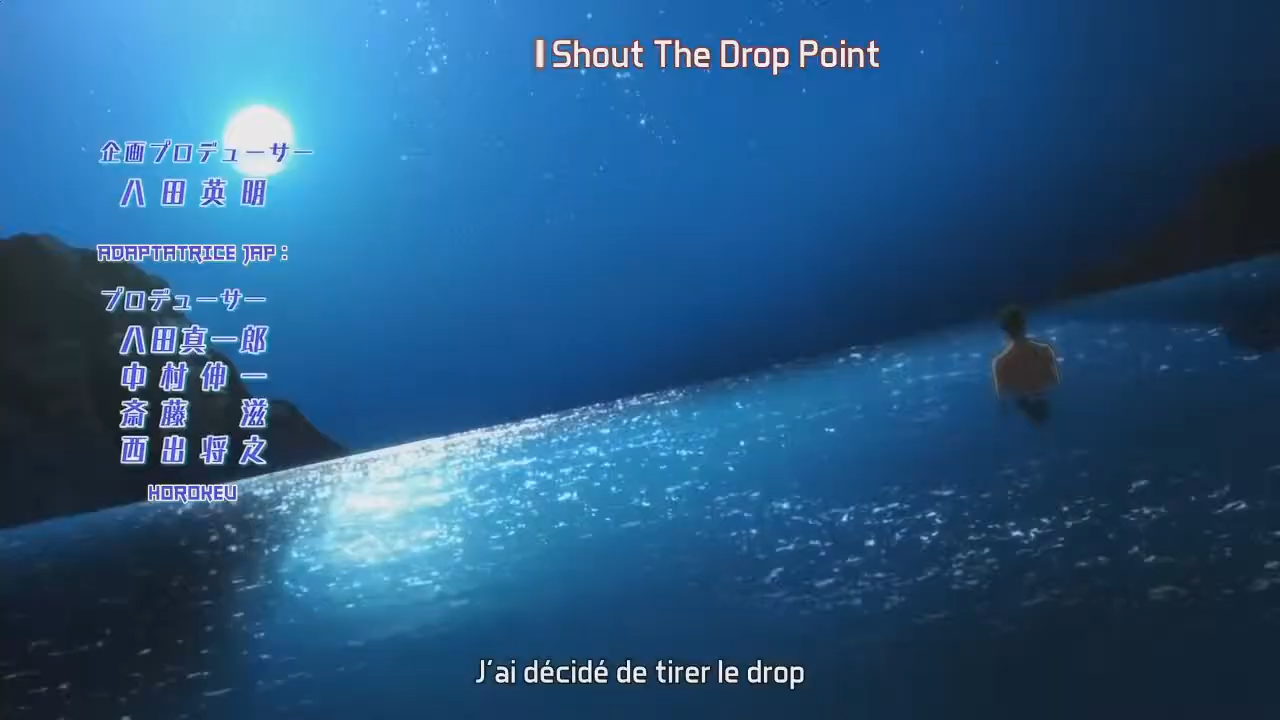 I Shout The Drop Point
企画プロデューサー
八田英明
ADAPTATRICE JAP :
プロデューサー
八田真一郎
中村伸一
斎藤 滋
西出将之
HOROKEU
J'ai décidé de tirer le drop